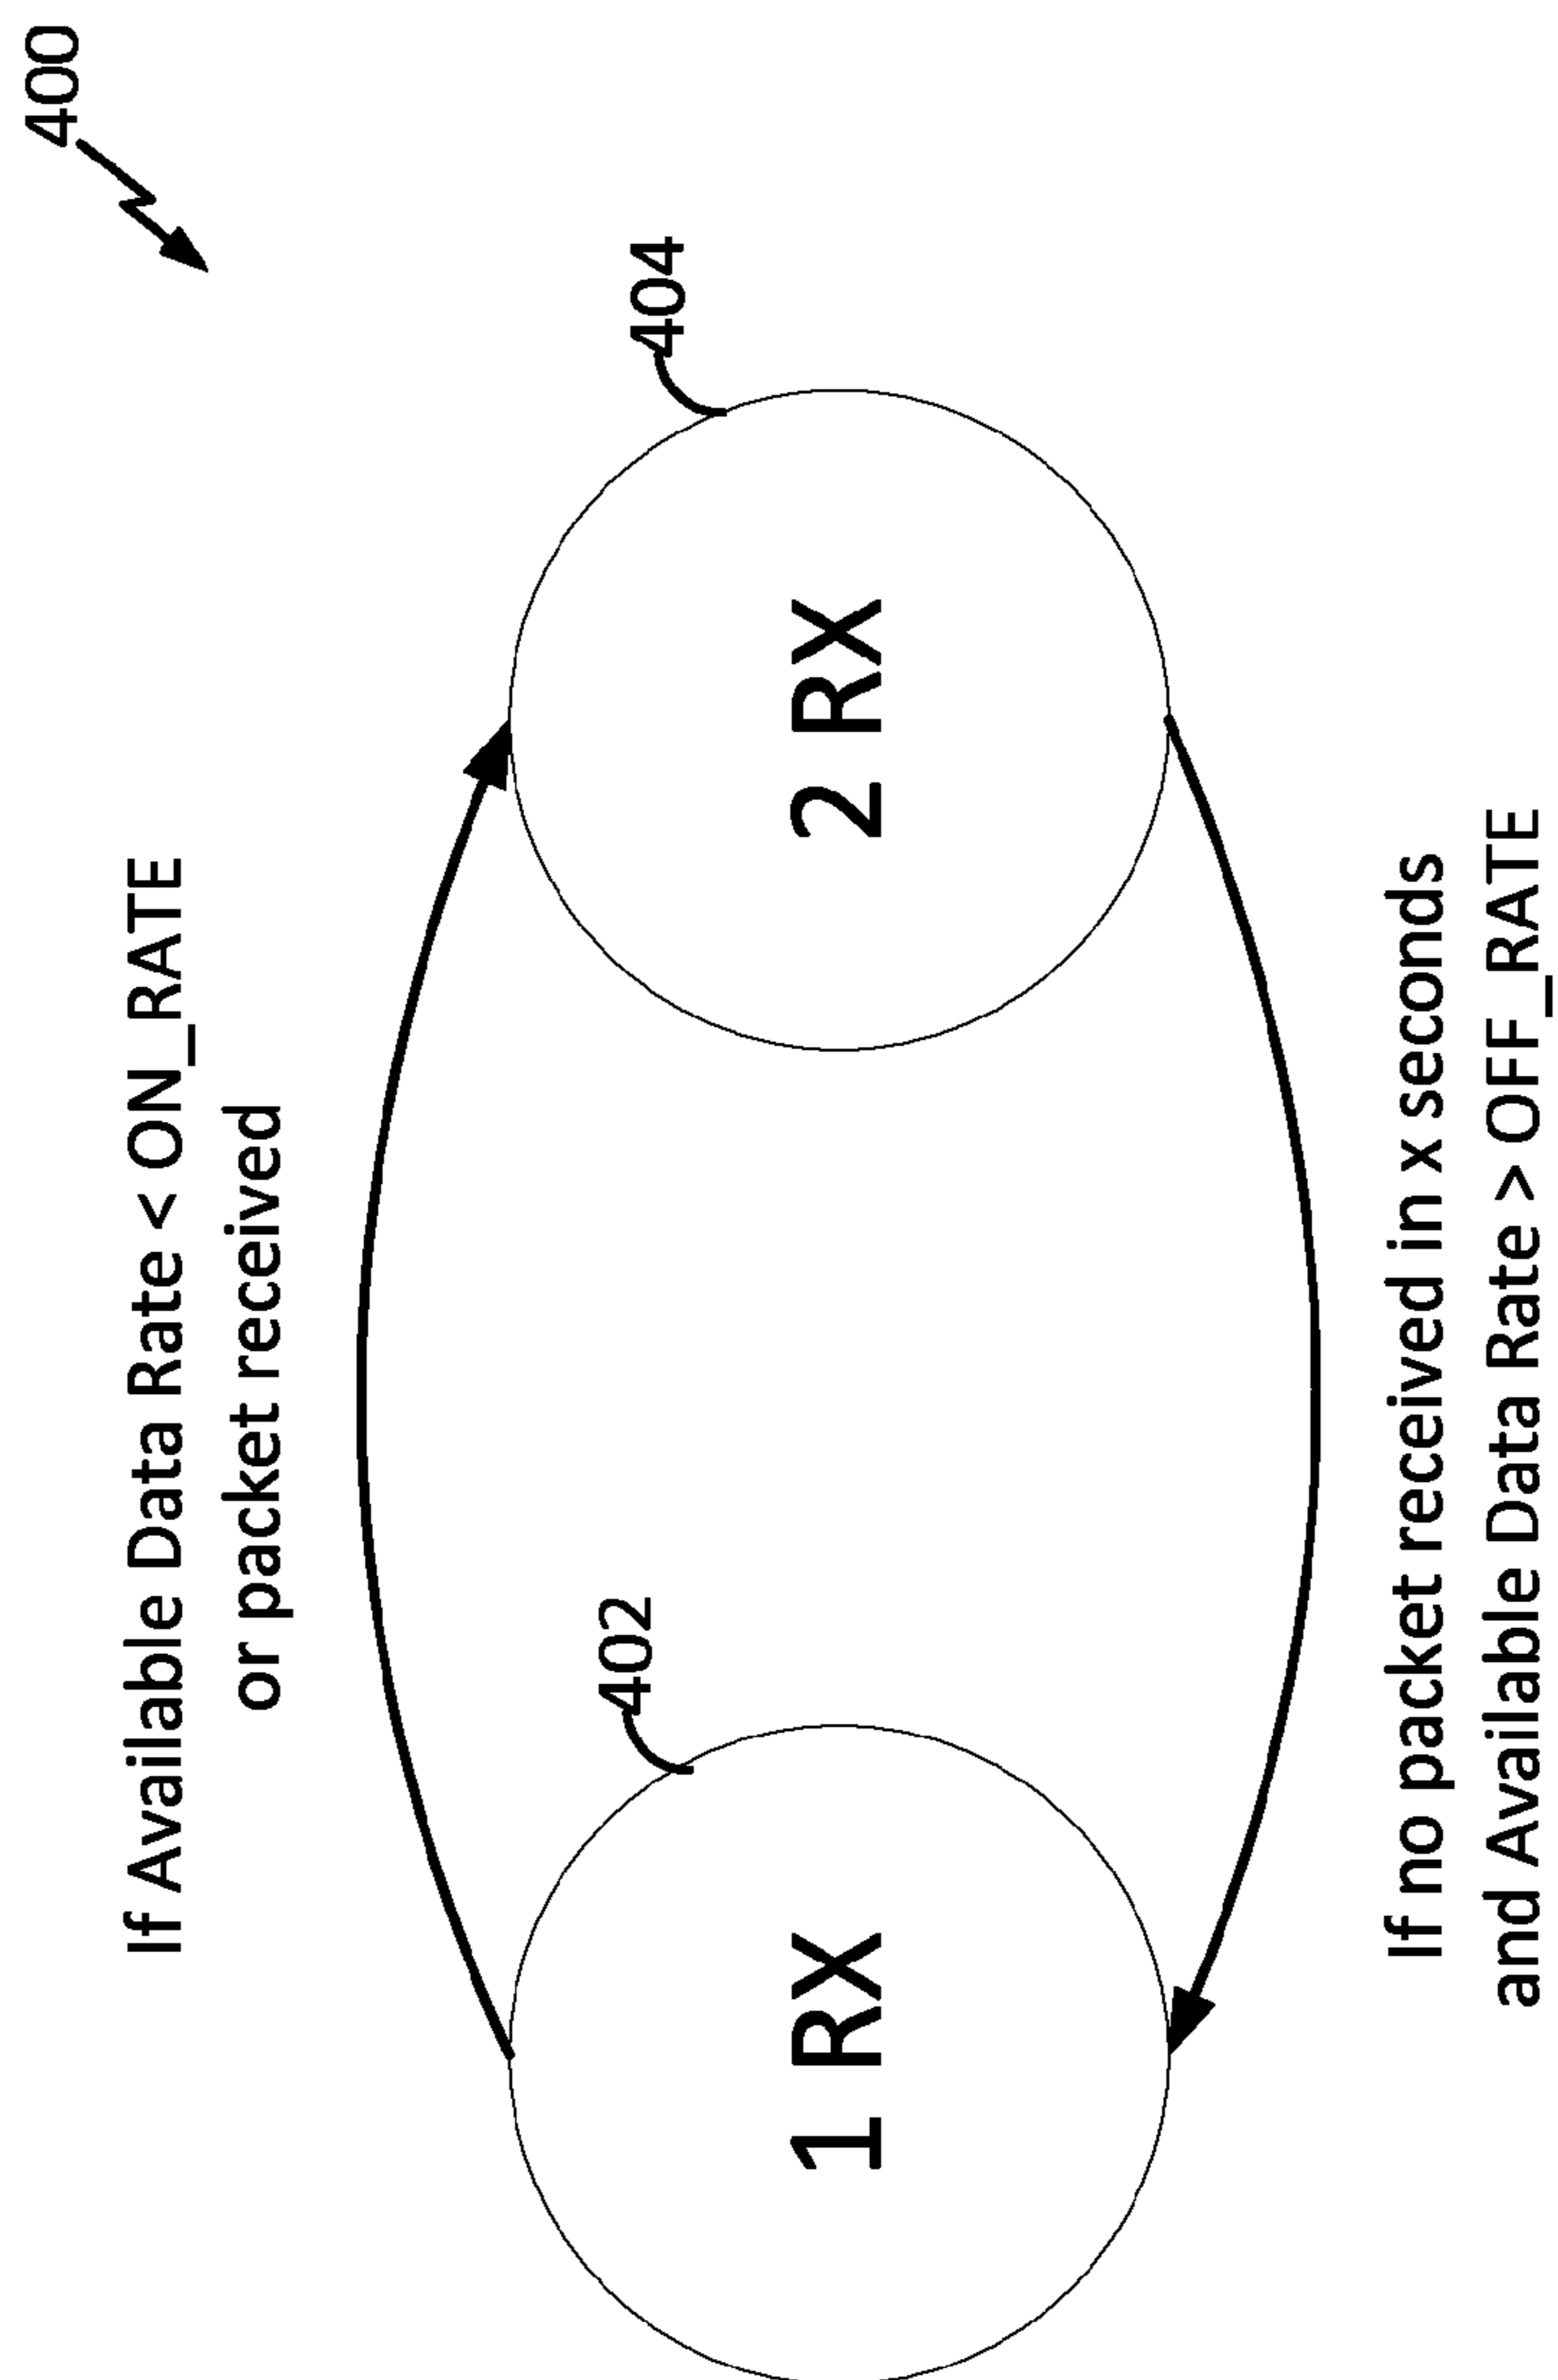 400
If Available Data Rate < ON_RATE
or packet received
402
404
1 RX
2 RX
If no packet received in x seconds
and Available Data Rate > OFF_RATE